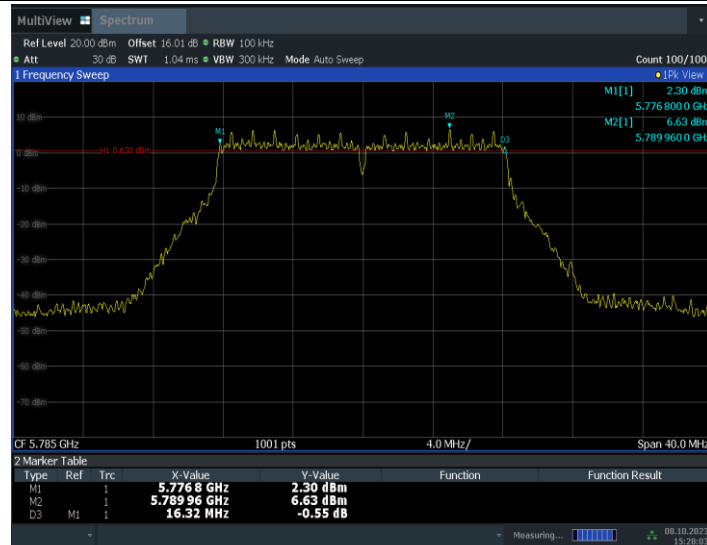 MultiView Spectrum
Ref Level 20.00 dBm Offset 16.01 dB RBW 100 kHz
Att 30 dB SWT 1.04 ms VBW 300 kHz Mode Auto Sweep Count 100/100
1 Frequency Sweep 1Pk View
M1[1] 2.30 dBm
5.776 800 0 GHz
M2[1] 6.63 dBm
5.789 960 0 GHz
10 dBm
M2
M1
D3
0 dBm
H1 0.630 dBm
-10 dBm
-20 dBm
-30 dBm
-40 dBm
-50 dBm
-60 dBm
-70 dBm
CF 5.785 GHz 1001 pts 4.0 MHz/ Span 40.0 MHz
2 Marker Table
Type Ref Trc X-Value Y-Value Function Function Result
M1 1 5.776 8 GHz 2.30 dBm
M2 1 5.789 96 GHz 6.63 dBm
D3 M1 1 16.32 MHz -0.55 dB
Measuring... 08.10.2023
15:28:03